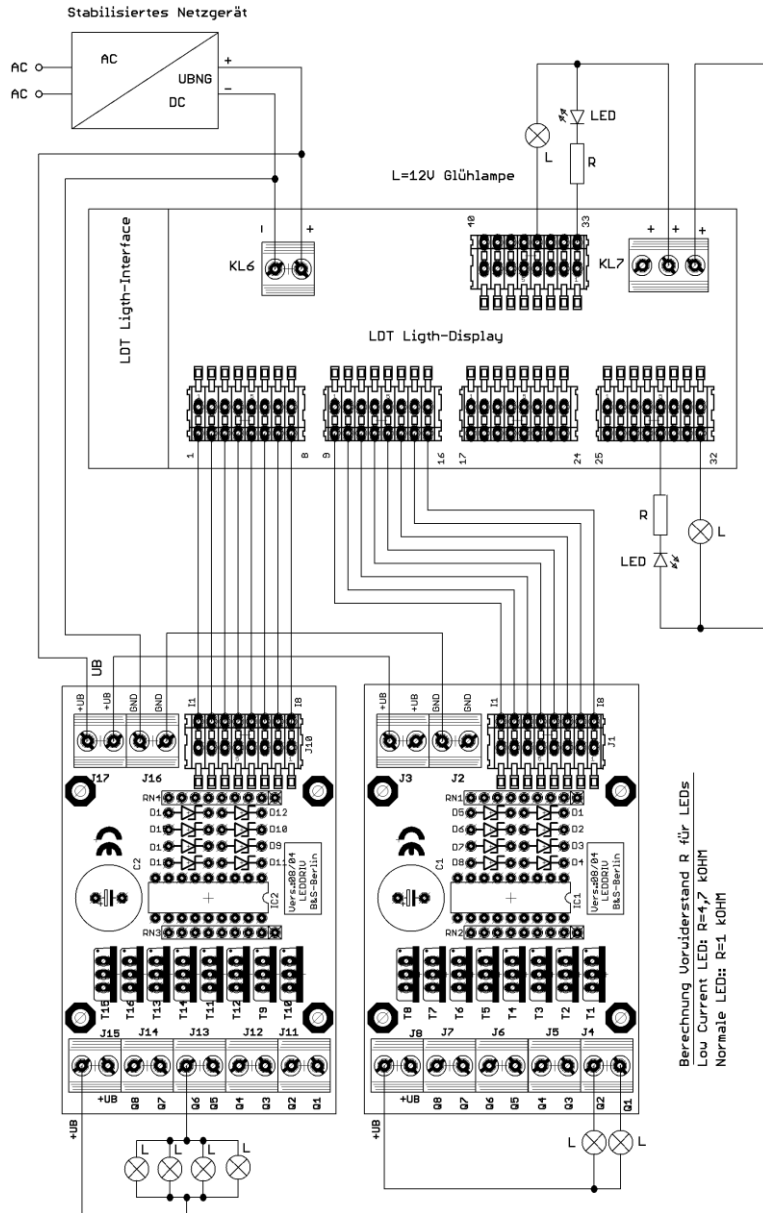 Stabilisiertes Netzgerät
AC
AC
AC
UBNG
DC
+
-
L
LED
R
L=12V Glühlampe
LDT Ligth-Interface
- +
KL6
40 33
KL7
+ + +
LDT Ligth-Display
1 8
9 16
17 24
25 32
R
LED
L
UB
+UB +UB GND GND
I1 I8
J17 J16
J10
RN4
D1 D12
D1 D10
D1 D9
D1 D11
C2
IC2
Vers.:08/04
LEDDRIV
B&S-Berlin
RN3
T15 T16 T13 T14 T11 T12 T9 T10
J15 J14 J13 J12 J11
+UB Q8 Q7 Q6 Q5 Q4 Q3 Q2 Q1
+UB
L L L L
+UB +UB GND GND
I1 I8
J3 J2
J1
RN1
D5 D1
D6 D2
D7 D3
D8 D4
C1
IC1
Vers.:08/04
LEDDRIV
B&S-Berlin
RN2
T8 T7 T6 T5 T4 T3 T2 T1
J8 J7 J6 J5 J4
+UB Q8 Q7 Q6 Q5 Q4 Q3 Q2 Q1
+UB
L L
Berechnung Vorwiderstand R für LEDs
Low Current LED: R=4,7 kOHM
Normale LED:: R=1 kOHM